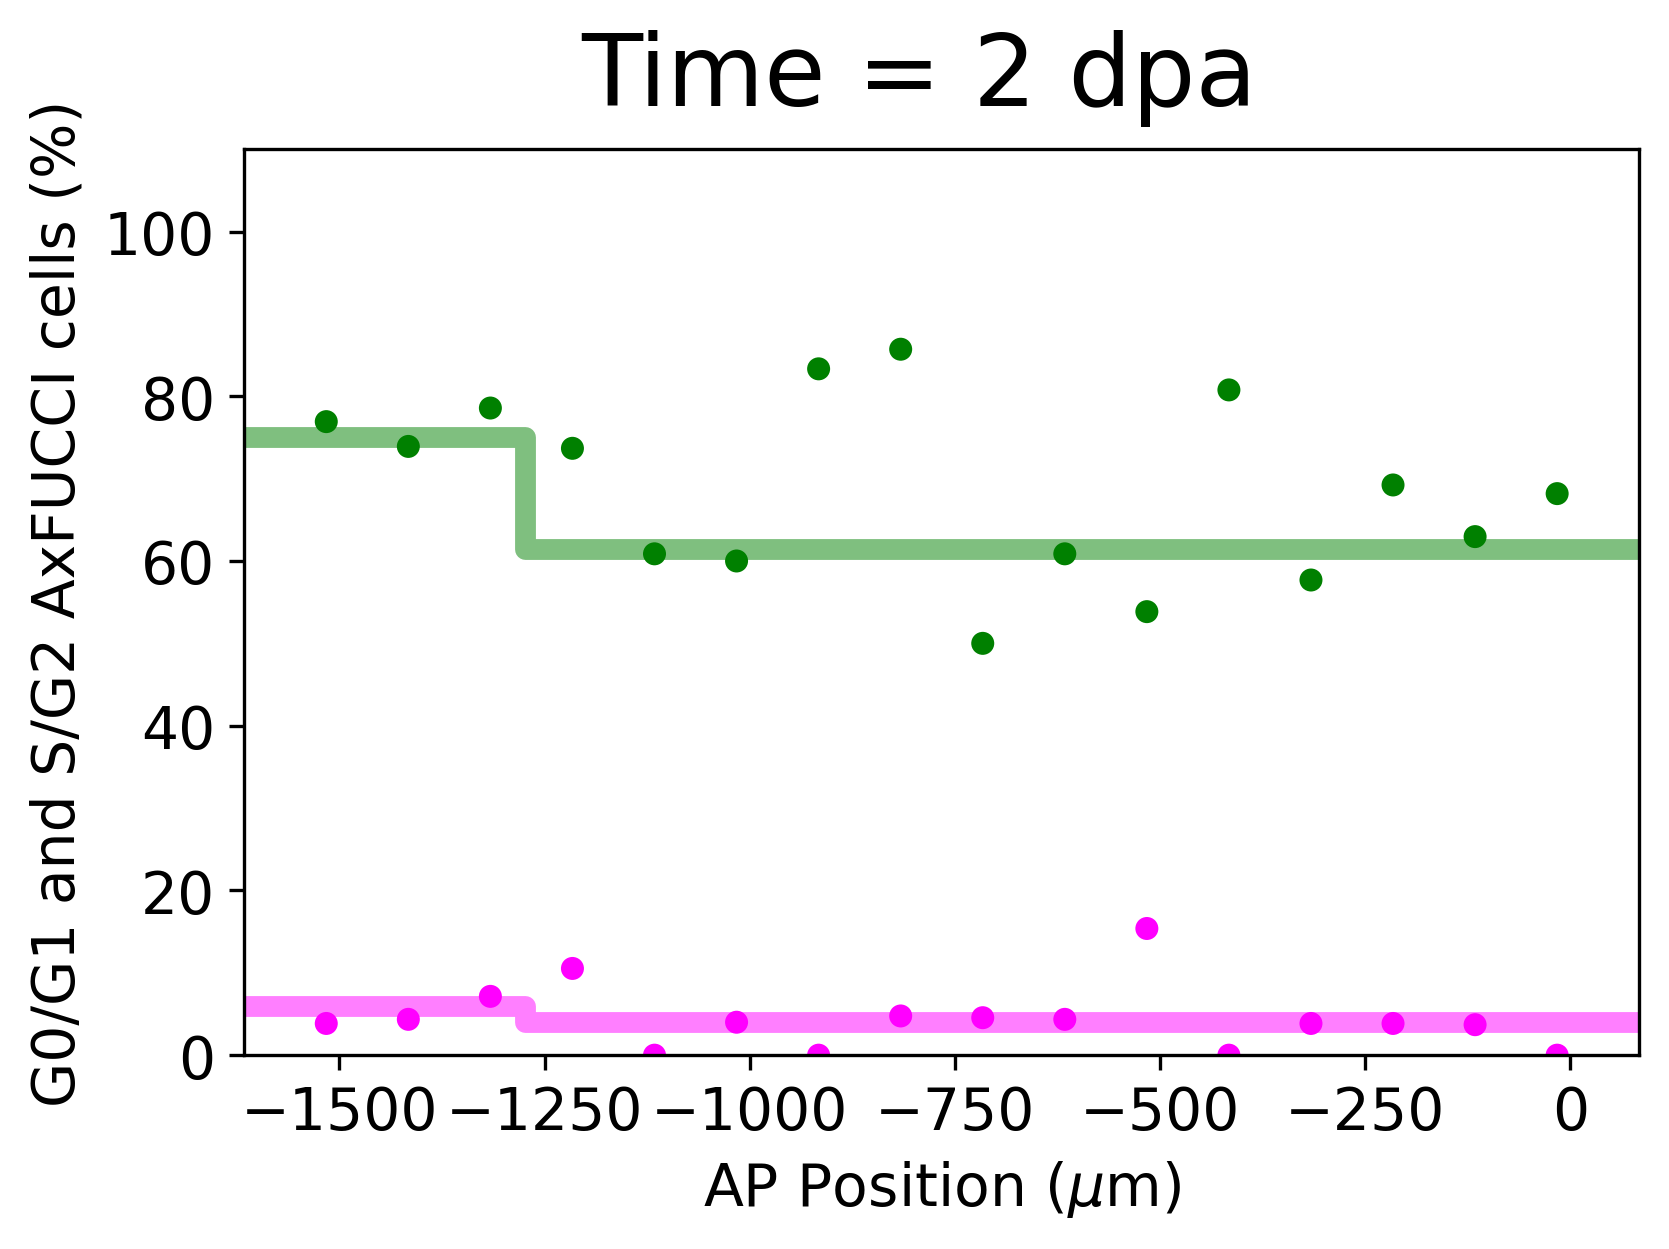 Time = 2 dpa
G0/G1 and S/G2 AxFUCCI cells (%)
100
80
60
40
20
0
−1500 −1250 −1000 −750 −500 −250 0
AP Position (μm)